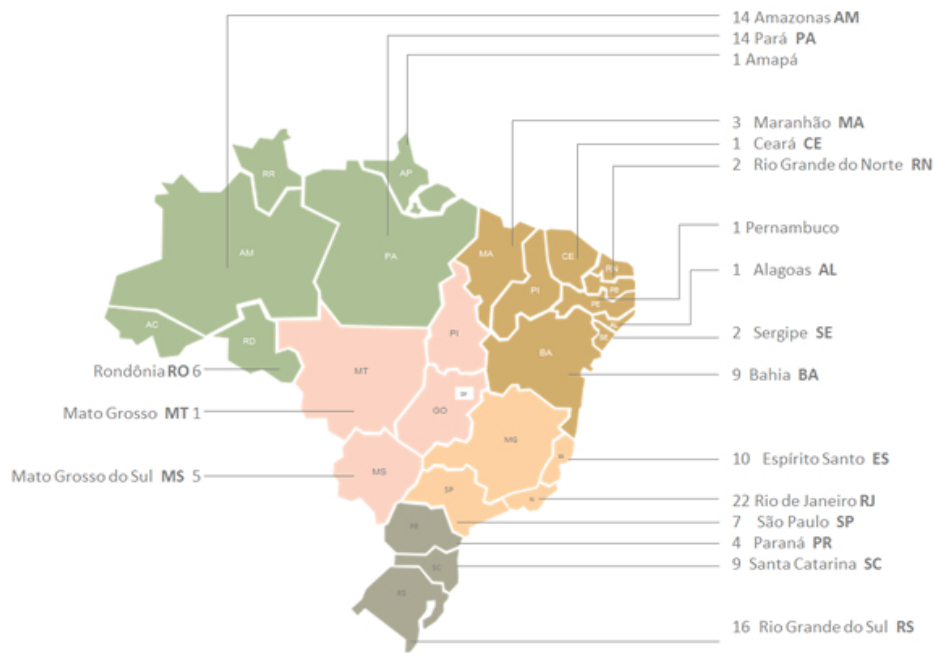 14 Amazonas AM
14 Pará PA
1 Amapá
3 Maranhão MA
1 Ceará CE
2 Rio Grande do Norte RN
1 Pernambuco
1 Alagoas AL
2 Sergipe SE
9 Bahia BA
10 Espírito Santo ES
22 Rio de Janeiro RJ
7 São Paulo SP
4 Paraná PR
9 Santa Catarina SC
16 Rio Grande do Sul RS
Rondônia RO 6
Mato Grosso MT 1
Mato Grosso do Sul MS 5
RR
AP
AM
PA
MA
CE
RN
PI
PE
AC
RD
BA
SE
PI
MT
GO
MG
MS
SP
SC
RS